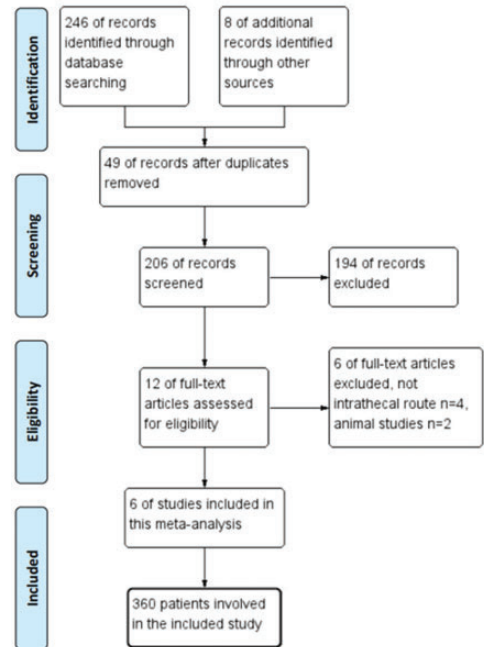 Identification
246 of records
identified through
database
searching
8 of additional
records identified
through other
sources
49 of records after duplicates
removed
Screening
206 of records
screened
194 of records
excluded
Eligibility
12 of full-text
articles assessed
for eligibility
6 of full-text articles
excluded, not
intrathecal route n=4,
animal studies n=2
6 of studies included in
this meta-analysis
Included
360 patients involved
in the included study